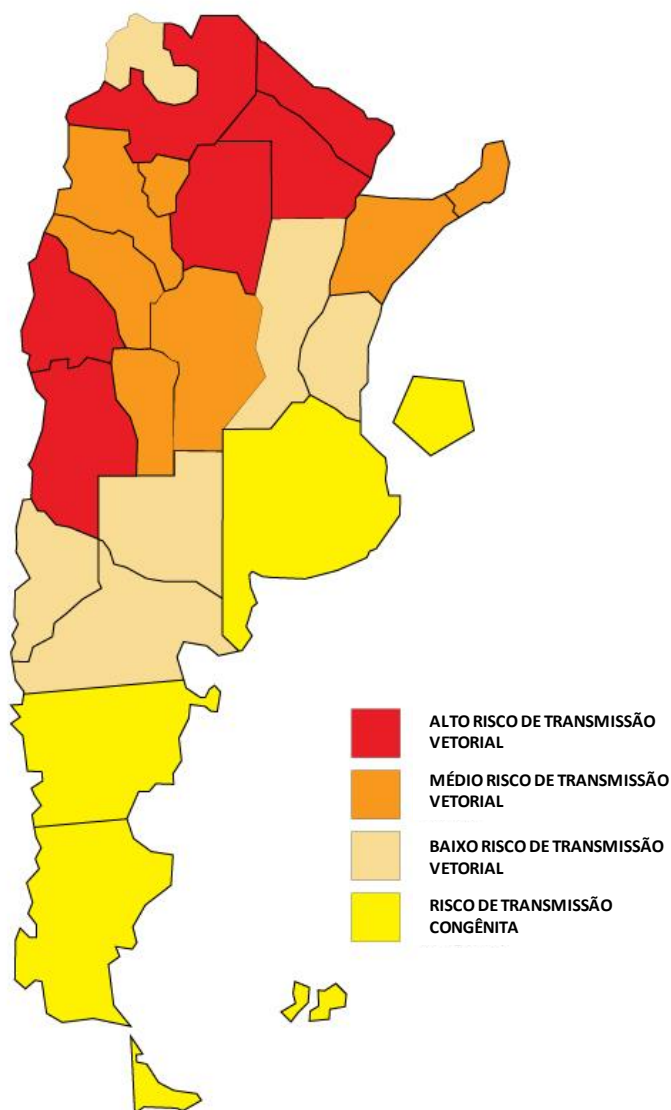 ALTO RISCO DE TRANSMISSÃO
VETORIAL
MÉDIO RISCO DE TRANSMISSÃO
VETORIAL
BAIXO RISCO DE TRANSMISSÃO
VETORIAL
RISCO DE TRANSMISSÃO
CONGÊNITA